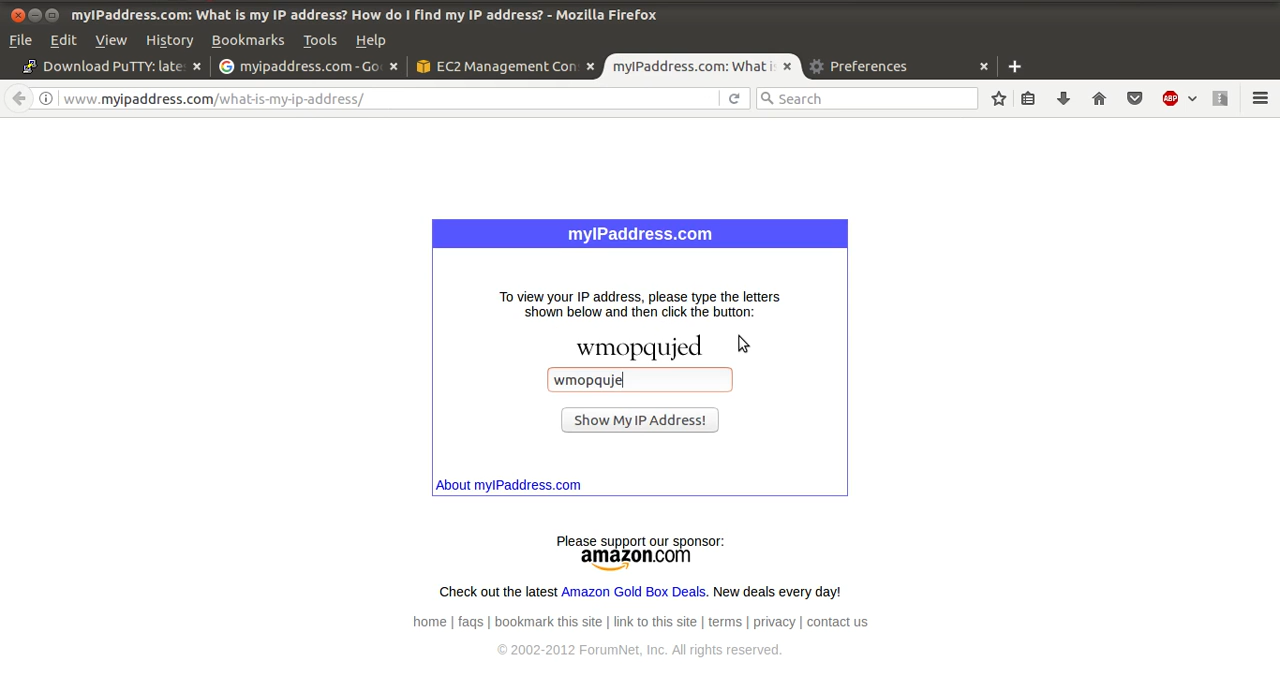 myIPaddress.com: What is my IP address? How do I find my IP address? - Mozilla Firefox
File Edit View History Bookmarks Tools Help
Download PuTTY: late: myipaddress.com - Go EC2 Management Con myIPaddress.com: What i Preferences
www.myipaddress.com/what-is-my-ip-address/ Search ABP
myIPaddress.com
To view your IP address, please type the letters
shown below and then click the button:
wmopqujed
wmopquje
Show My IP Address!
About myIPaddress.com
Please support our sponsor:
amazon.com
Check out the latest Amazon Gold Box Deals. New deals every day!
home | faqs | bookmark this site | link to this site | terms | privacy | contact us
© 2002-2012 ForumNet, Inc. All rights reserved.